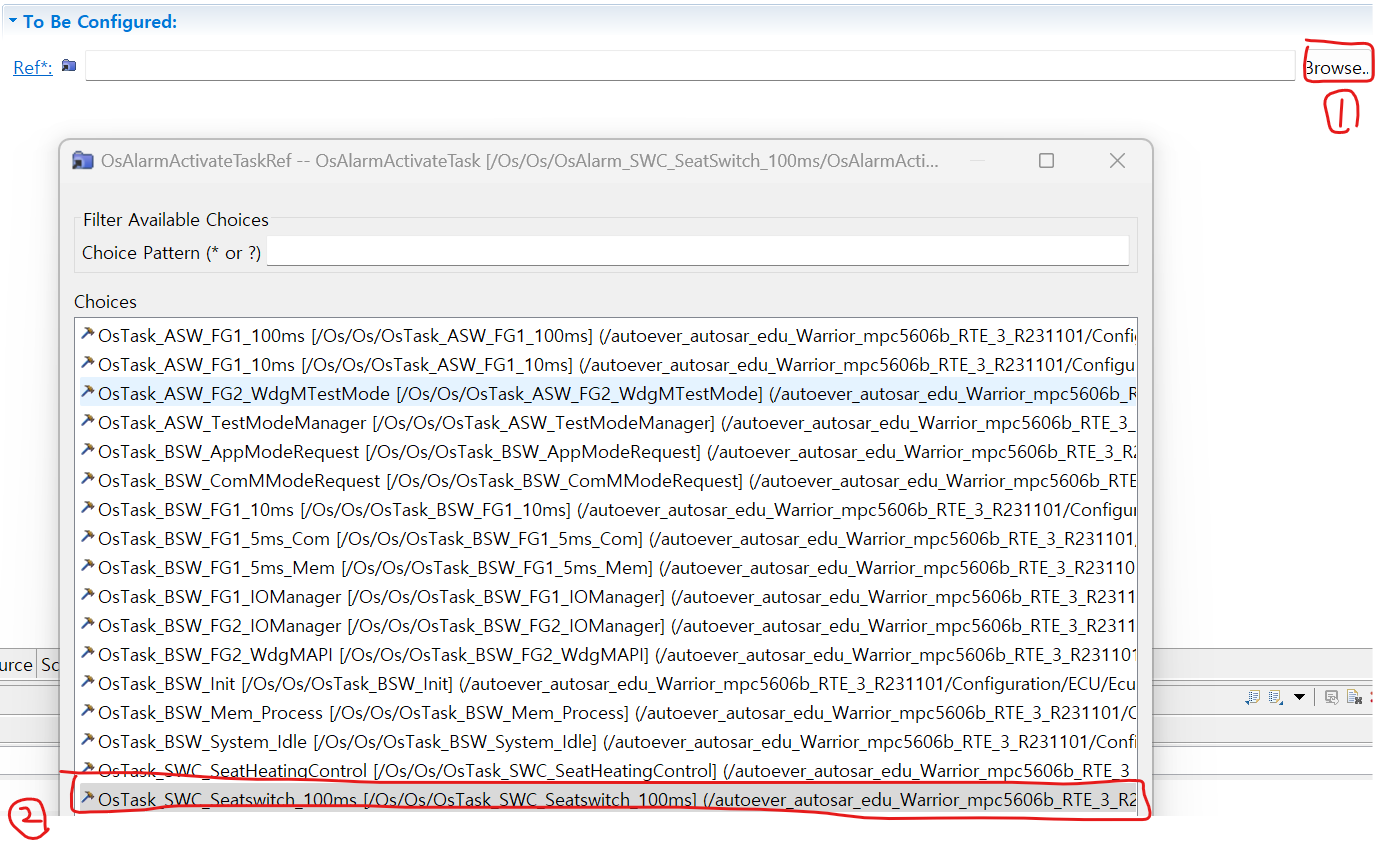 To Be Configured:
Ref*:
Browse..
1
OsAlarmActivateTaskRef -- OsAlarmActivateTask [/Os/Os/OsAlarm_SWC_SeatSwitch_100ms/OsAlarmActi...
Filter Available Choices
Choice Pattern (* or ?)
Choices
OsTask_ASW_FG1_100ms [/Os/Os/OsTask_ASW_FG1_100ms] (/autoever_autosar_edu_Warrior_mpc5606b_RTE_3_R231101/Confi
OsTask_ASW_FG1_10ms [/Os/Os/OsTask_ASW_FG1_10ms] (/autoever_autosar_edu_Warrior_mpc5606b_RTE_3_R231101/Configu
OsTask_ASW_FG2_WdgMTestMode [/Os/Os/OsTask_ASW_FG2_WdgMTestMode] (/autoever_autosar_edu_Warrior_mpc5606b_R
OsTask_ASW_TestModeManager [/Os/Os/OsTask_ASW_TestModeManager] (/autoever_autosar_edu_Warrior_mpc5606b_RTE_3_
OsTask_BSW_AppModeRequest [/Os/Os/OsTask_BSW_AppModeRequest] (/autoever_autosar_edu_Warrior_mpc5606b_RTE_3_R2
OsTask_BSW_ComMModeRequest [/Os/Os/OsTask_BSW_ComMModeRequest] (/autoever_autosar_edu_Warrior_mpc5606b_RTE
OsTask_BSW_FG1_10ms [/Os/Os/OsTask_BSW_FG1_10ms] (/autoever_autosar_edu_Warrior_mpc5606b_RTE_3_R231101/Configu
OsTask_BSW_FG1_5ms_Com [/Os/Os/OsTask_BSW_FG1_5ms_Com] (/autoever_autosar_edu_Warrior_mpc5606b_RTE_3_R231101
OsTask_BSW_FG1_5ms_Mem [/Os/Os/OsTask_BSW_FG1_5ms_Mem] (/autoever_autosar_edu_Warrior_mpc5606b_RTE_3_R23110
OsTask_BSW_FG1_IOManager [/Os/Os/OsTask_BSW_FG1_IOManager] (/autoever_autosar_edu_Warrior_mpc5606b_RTE_3_R2311
OsTask_BSW_FG2_IOManager [/Os/Os/OsTask_BSW_FG2_IOManager] (/autoever_autosar_edu_Warrior_mpc5606b_RTE_3_R2311
OsTask_BSW_FG2_WdgMAPI [/Os/Os/OsTask_BSW_FG2_WdgMAPI] (/autoever_autosar_edu_Warrior_mpc5606b_RTE_3_R231101
urce Sc
OsTask_BSW_Init [/Os/Os/OsTask_BSW_Init] (/autoever_autosar_edu_Warrior_mpc5606b_RTE_3_R231101/Configuration/ECU/Ecu
OsTask_BSW_Mem_Process [/Os/Os/OsTask_BSW_Mem_Process] (/autoever_autosar_edu_Warrior_mpc5606b_RTE_3_R231101/C
OsTask_BSW_System_Idle [/Os/Os/OsTask_BSW_System_Idle] (/autoever_autosar_edu_Warrior_mpc5606b_RTE_3_R231101/Confi
OsTask_SWC_SeatHeatingControl [/Os/Os/OsTask_SWC_SeatHeatingControl] (/autoever_autosar_edu_Warrior_mpc5606b_RTE_3_
OsTask_SWC_Seatswitch_100ms [/Os/Os/OsTask_SWC_Seatswitch_100ms] (/autoever_autosar_edu_Warrior_mpc5606b_RTE_3_R2
2